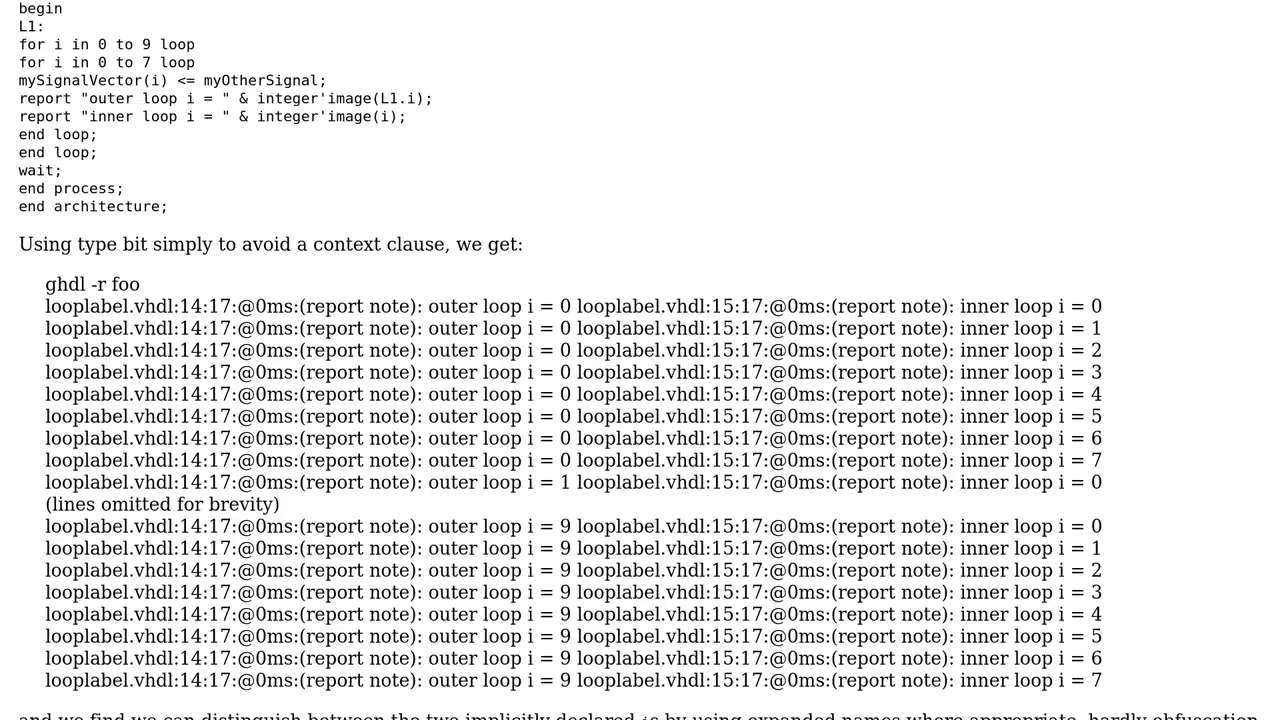 begin
L1:
for i in 0 to 9 loop
for i in 0 to 7 loop
mySignalVector(i) <= myOtherSignal;
report "outer loop i = " & integer'image(L1.i);
report "inner loop i = " & integer'image(i);
end loop;
end loop;
wait;
end process;
end architecture;
Using type bit simply to avoid a context clause, we get:
ghdl -r foo
looplabel.vhdl:14:17:@0ms:(report note): outer loop i = 0 looplabel.vhdl:15:17:@0ms:(report note): inner loop i = 0
looplabel.vhdl:14:17:@0ms:(report note): outer loop i = 0 looplabel.vhdl:15:17:@0ms:(report note): inner loop i = 1
looplabel.vhdl:14:17:@0ms:(report note): outer loop i = 0 looplabel.vhdl:15:17:@0ms:(report note): inner loop i = 2
looplabel.vhdl:14:17:@0ms:(report note): outer loop i = 0 looplabel.vhdl:15:17:@0ms:(report note): inner loop i = 3
looplabel.vhdl:14:17:@0ms:(report note): outer loop i = 0 looplabel.vhdl:15:17:@0ms:(report note): inner loop i = 4
looplabel.vhdl:14:17:@0ms:(report note): outer loop i = 0 looplabel.vhdl:15:17:@0ms:(report note): inner loop i = 5
looplabel.vhdl:14:17:@0ms:(report note): outer loop i = 0 looplabel.vhdl:15:17:@0ms:(report note): inner loop i = 6
looplabel.vhdl:14:17:@0ms:(report note): outer loop i = 0 looplabel.vhdl:15:17:@0ms:(report note): inner loop i = 7
looplabel.vhdl:14:17:@0ms:(report note): outer loop i = 1 looplabel.vhdl:15:17:@0ms:(report note): inner loop i = 0
(lines omitted for brevity)
looplabel.vhdl:14:17:@0ms:(report note): outer loop i = 9 looplabel.vhdl:15:17:@0ms:(report note): inner loop i = 0
looplabel.vhdl:14:17:@0ms:(report note): outer loop i = 9 looplabel.vhdl:15:17:@0ms:(report note): inner loop i = 1
looplabel.vhdl:14:17:@0ms:(report note): outer loop i = 9 looplabel.vhdl:15:17:@0ms:(report note): inner loop i = 2
looplabel.vhdl:14:17:@0ms:(report note): outer loop i = 9 looplabel.vhdl:15:17:@0ms:(report note): inner loop i = 3
looplabel.vhdl:14:17:@0ms:(report note): outer loop i = 9 looplabel.vhdl:15:17:@0ms:(report note): inner loop i = 4
looplabel.vhdl:14:17:@0ms:(report note): outer loop i = 9 looplabel.vhdl:15:17:@0ms:(report note): inner loop i = 5
looplabel.vhdl:14:17:@0ms:(report note): outer loop i = 9 looplabel.vhdl:15:17:@0ms:(report note): inner loop i = 6
looplabel.vhdl:14:17:@0ms:(report note): outer loop i = 9 looplabel.vhdl:15:17:@0ms:(report note): inner loop i = 7
and we find we can distinguish between the two implicitly declared is by using expanded names where appropriate, hardly obfuscation